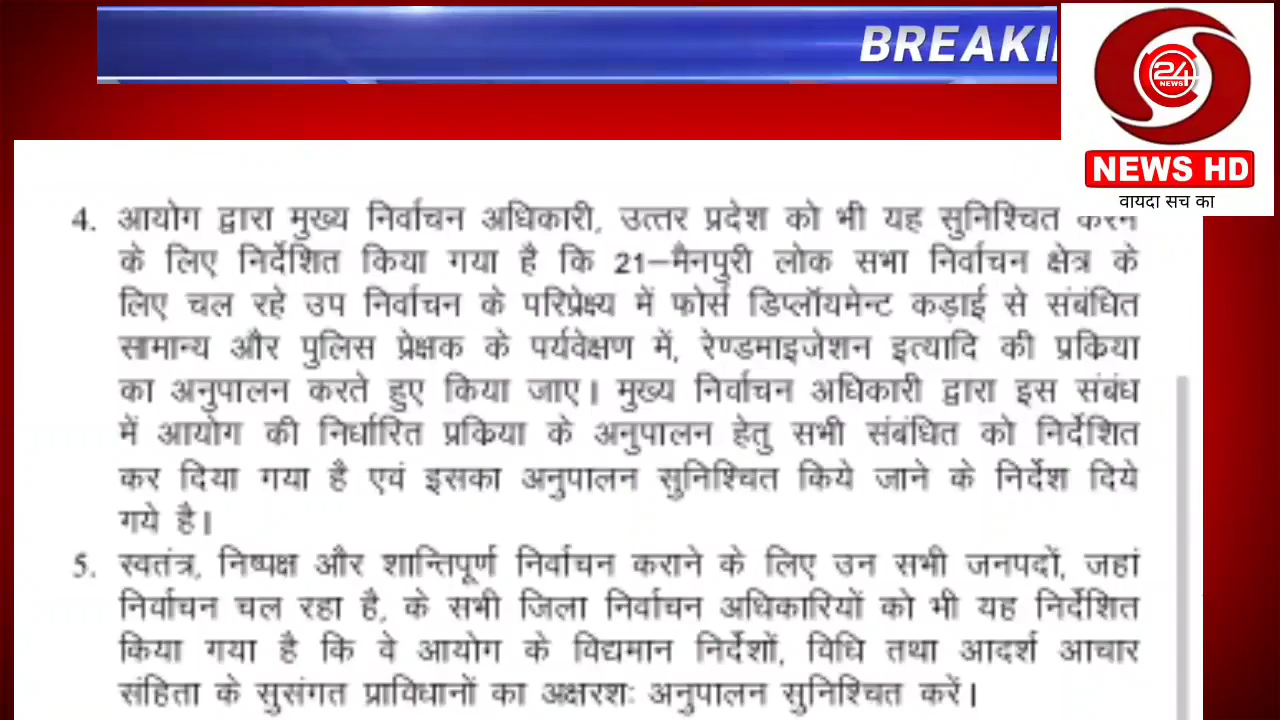 BREAKI
24
NEWS
NEWS HD
वायदा सच का
4. आयोग द्वारा मुख्य निर्वाचन अधिकारी, उत्तर प्रदेश को भी यह सुनिश्चित करने
के लिए निर्देशित किया गया है कि 21–मैनपुरी लोक सभा निर्वाचन क्षेत्र के
लिए चल रहे उप निर्वाचन के परिप्रेक्ष्य में फोर्स डिप्लॉयमेन्ट कड़ाई से संबंधित
सामान्य और पुलिस प्रेक्षक के पर्यवेक्षण में, रेण्डमाइजेशन इत्यादि की प्रकिया
का अनुपालन करते हुए किया जाए। मुख्य निर्वाचन अधिकारी द्वारा इस संबंध
में आयोग की निर्धारित प्रकिया के अनुपालन हेतु सभी संबंधित को निर्देशित
कर दिया गया है एवं इसका अनुपालन सुनिश्चित किये जाने के निर्देश दिये
गये है।
5. स्वतंत्र, निष्पक्ष और शान्तिपूर्ण निर्वाचन कराने के लिए उन सभी जनपदों, जहां
निर्वाचन चल रहा है, के सभी जिला निर्वाचन अधिकारियों को भी यह निर्देशित
किया गया है कि वे आयोग के विद्यमान निर्देशों, विधि तथा आदर्श आचार
संहिता के सुसंगत प्राविधानों का अक्षरशः अनुपालन सुनिश्चित करें।